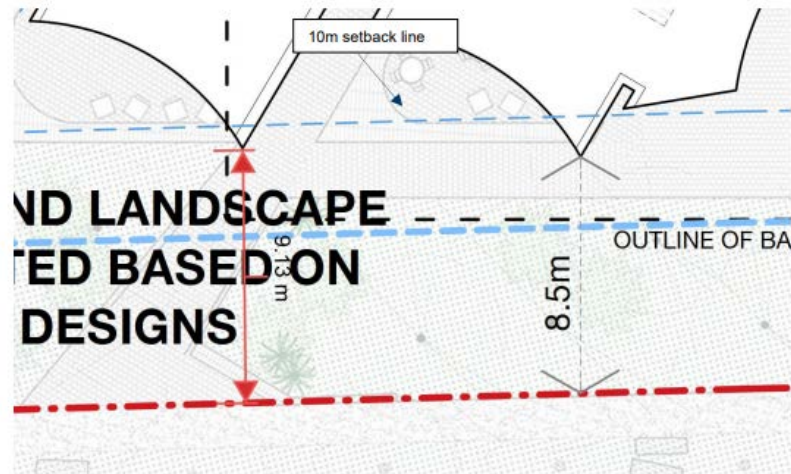 10m setback line
ND LANDSCAPE
TED BASED ON
DESIGNS
9.13 m
8.5m
OUTLINE OF BA